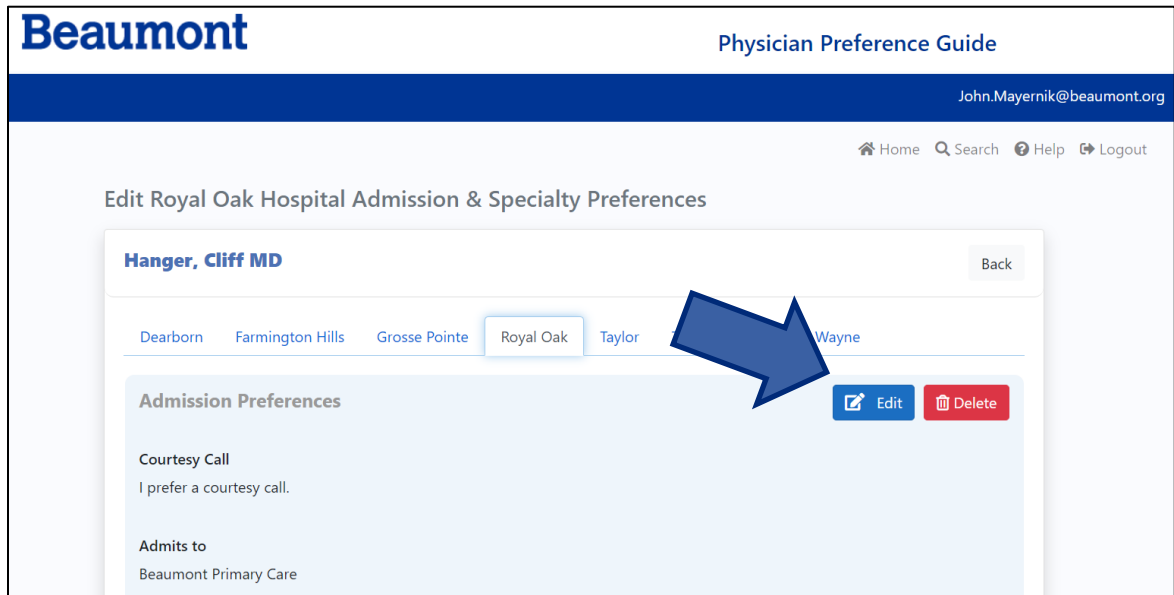 Beaumont
Physician Preference Guide
John.Mayernik@beaumont.org
Home Search Help Logout
Edit Royal Oak Hospital Admission & Specialty Preferences
Hanger, Cliff MD
Back
Dearborn Farmington Hills Grosse Pointe Royal Oak Taylor Wayne
Admission Preferences
Edit Delete
Courtesy Call
I prefer a courtesy call.
Admits to
Beaumont Primary Care